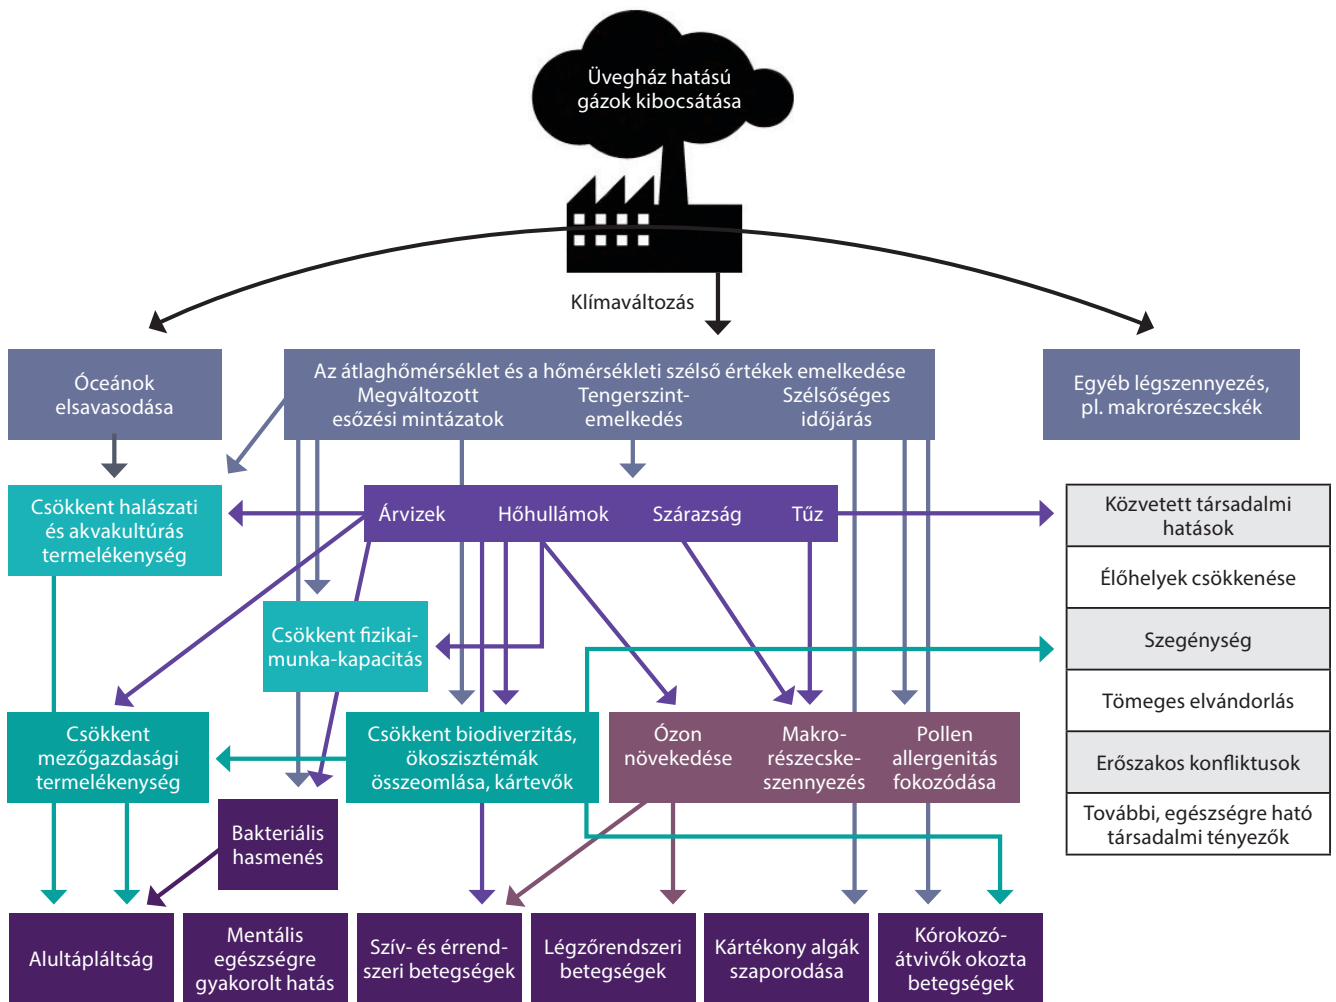 Üvegház hatású
gázok kibocsátása
Klímaváltozás
Óceánok
elsavasodása
Az átlaghőmérséklet és a hőmérsékleti szélső értékek emelkedése
Megváltozott
esőzési mintázatok
Tengerszint-
emelkedés
Szélsőséges
időjárás
Egyéb légszennyezés,
pl. makrorészecskék
Csökkent halászati
és akvakultúrás
termelékenység
Árvizek
Hőhullámok
Szárazság
Tűz
Közvetett társadalmi
hatások
Élőhelyek csökkenése
Szegénység
Tömeges elvándorlás
Erőszakos konfliktusok
További, egészségre ható
társadalmi tényezők
Csökkent fizikai-
munka-kapacitás
Csökkent
mezőgazdasági
termelékenység
Csökkent biodiverzitás,
ökoszisztémák
összeomlása, kártevők
Ózon
növekedése
Makro-
részecske-
szennyezés
Pollen
allergenitás
fokozódása
Bakteriális
hasmenés
Alultápláltság
Mentális
egészségre
gyakorolt hatás
Szív- és érrend-
szeri betegségek
Légzőrendszeri
betegségek
Kártékony algák
szaporodása
Kórokozó-
átvivők okozta
betegségek